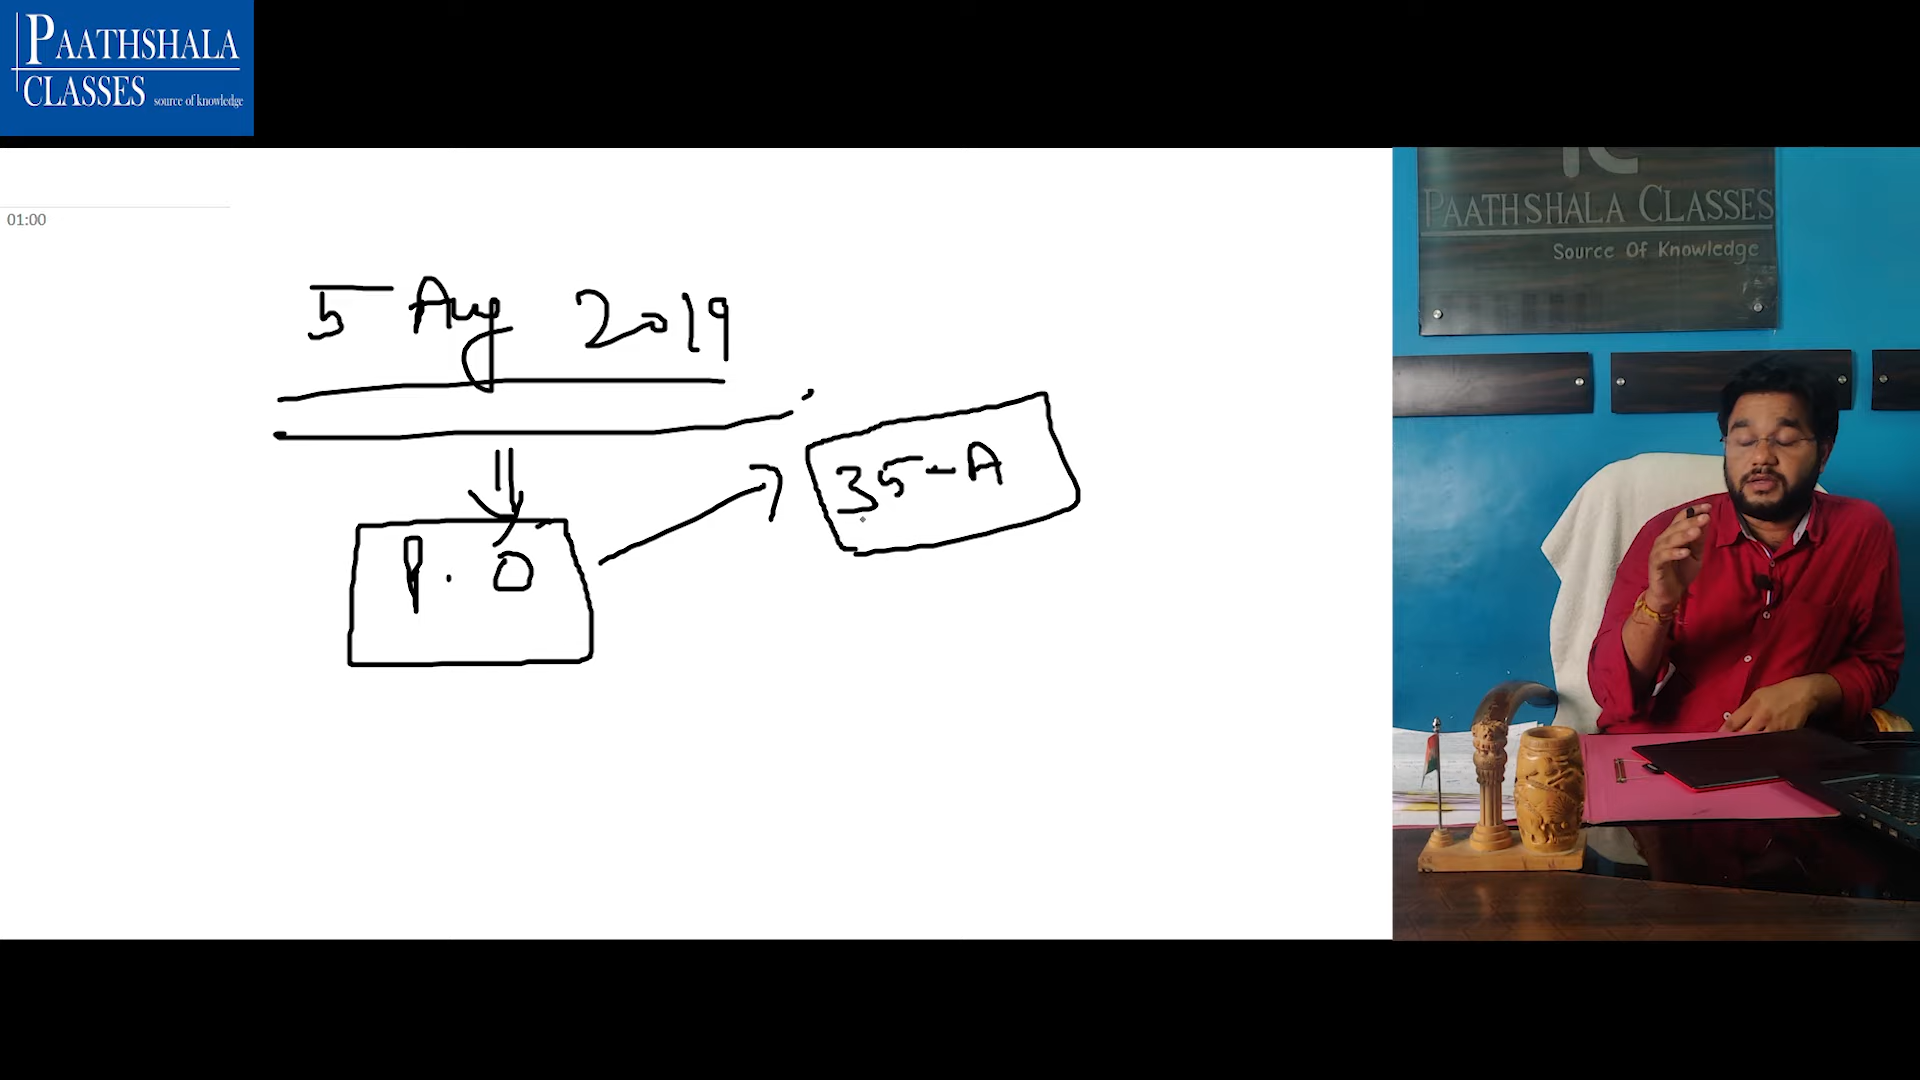 PAATHSHALA
CLASSES source of knowledge
01:00
5 Aug 2019
35-A
P. O
PAATHSHALA CLASSES
Source Of Knowledge